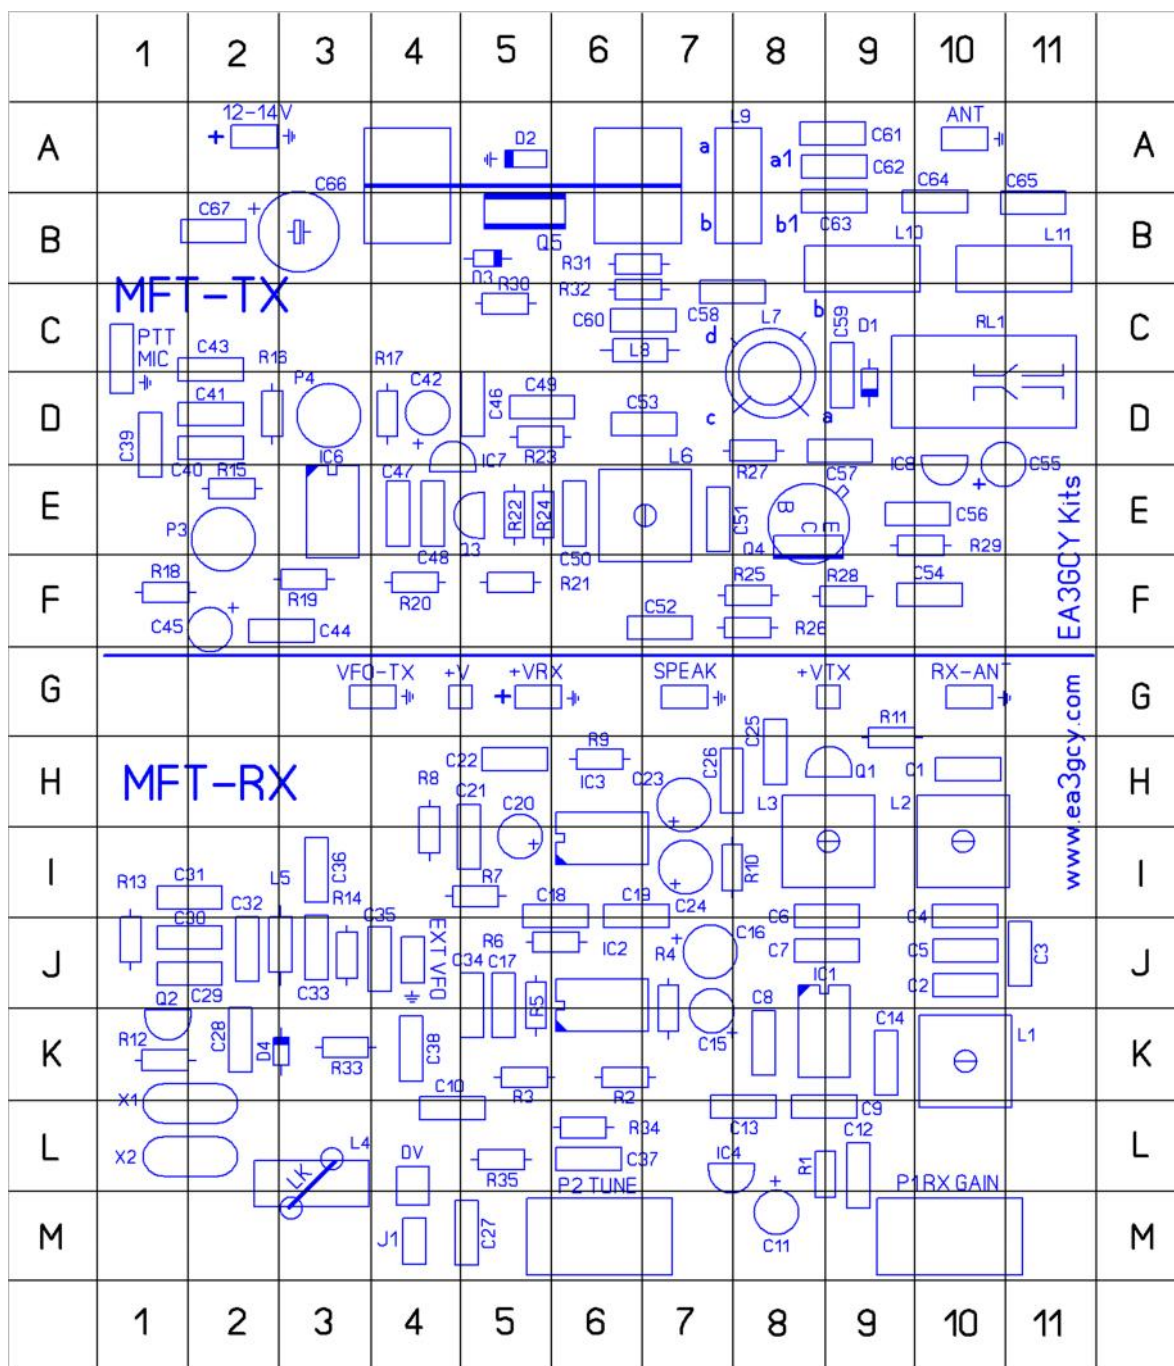 1 2 3 4 5 6 7 8 9 10 11
12-14V ANT
+
L9 C61
D2
A a a1 A
C62
C66 C64 C65
C67 +
b b1 C63
B Q5 L10 L11 B
R31
D3
MFT-TX R30 R32
C60 C58 L7 b C59 D1 RL1
C PTT d C
MIC C43 R16 R17 L8
P4 C42 C49
C41 C46 C53
D c a D
C39 +
C40 R15 IC6 C47 IC7 R23 L6 R27 C57 IC8 C55
+
E P3 R22 R24 C51 B E
C E C56
C48 Q3 C50 Q4 R29
R18 R21 R25 R28 C54
F R19 R20 F
+ C52
C45 C44 R26
EA3GCY Kits
VFO-TX +V +VRX SPEAK +VTX RX-ANT
G + G
C25 R11
R9
C22 C26 Q1 C1
H MFT-RX R8 IC3 C23 H
C21 C20 L3 L2
+ +
I C36 R10 I
R13 C31 L5 R7 +
R14 C18 C19 C24
C30 C32 C35 C6 C4
R6 + C16
J EXT VFO IC2 R4 C7 C5 C3 J
C34 C17 IC1
C29 C33 C2
Q2 R5 C8
C28 + C14 L1
R12 D4 C38 C15
K R33 K
R3 R2
X1 C10
C13 C9
R34 C12
L X2 L4 DV IC4 R1 L
LK R35 C37
P2 TUNE + P1 RX GAIN
M J1 C27 C11 M
www.ea3gcy.com
1 2 3 4 5 6 7 8 9 10 11